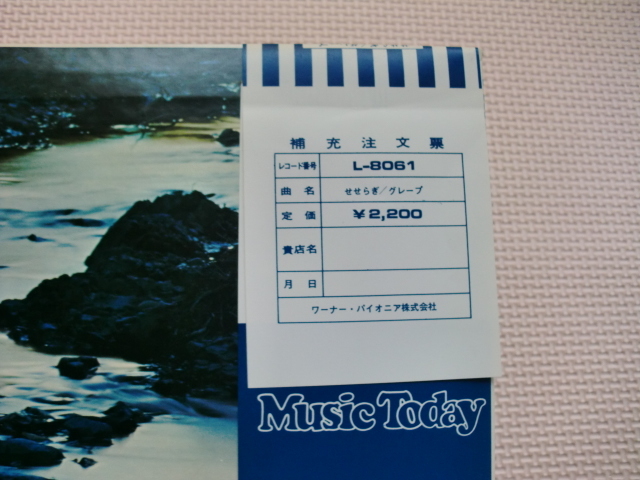 補充注文票
レコード番号 L-8061
曲名 せせらぎ/グレープ
定価 ¥2,200
貴店名
月日
ワーナー・パイオニア株式会社
Music Today